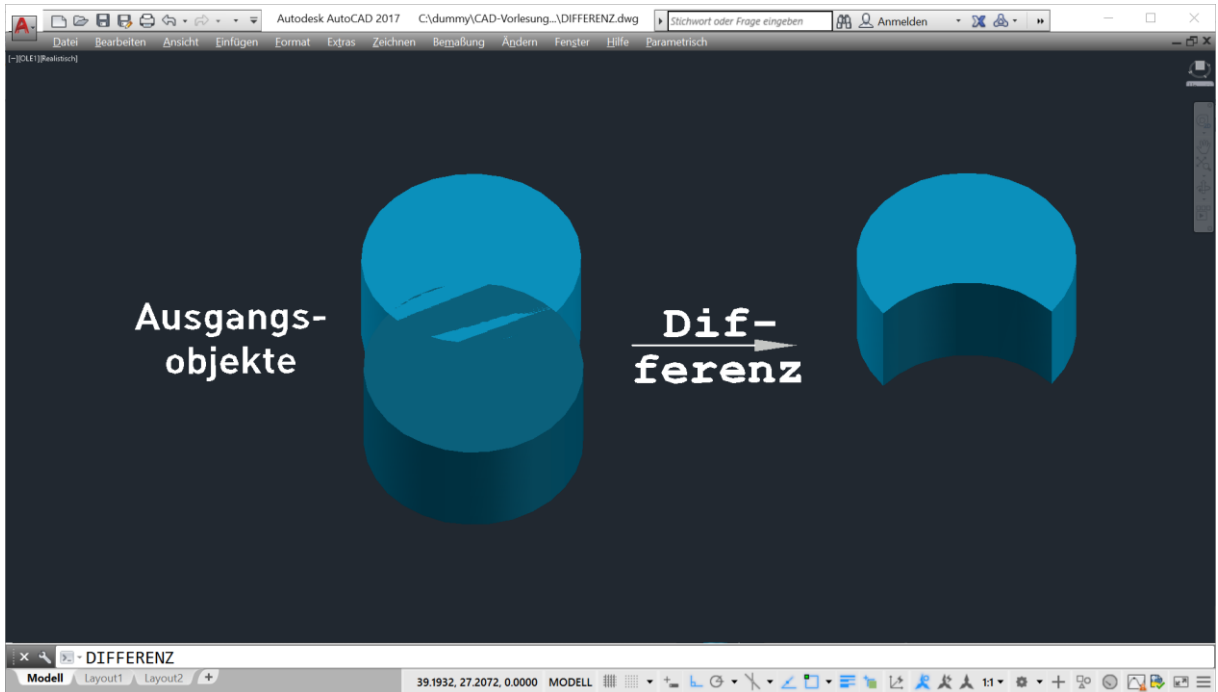 A.
Autodesk AutoCAD 2017 C:\dummy\CAD-Vorlesung...\DIFFERENZ.dwg Stichwort oder Frage eingeben Anmelden
Datei Bearbeiten Ansicht Einfügen Format Extras Zeichnen Bemaßung Ändern Fenster Hilfe Parametrisch
[−][OLE1][Realistisch]
Ausgangs-
objekte
Dif-
ferenz
DIFFERENZ
Modell Layout1 Layout2 +
39.1932, 27.2072, 0.0000 MODELL 1:1